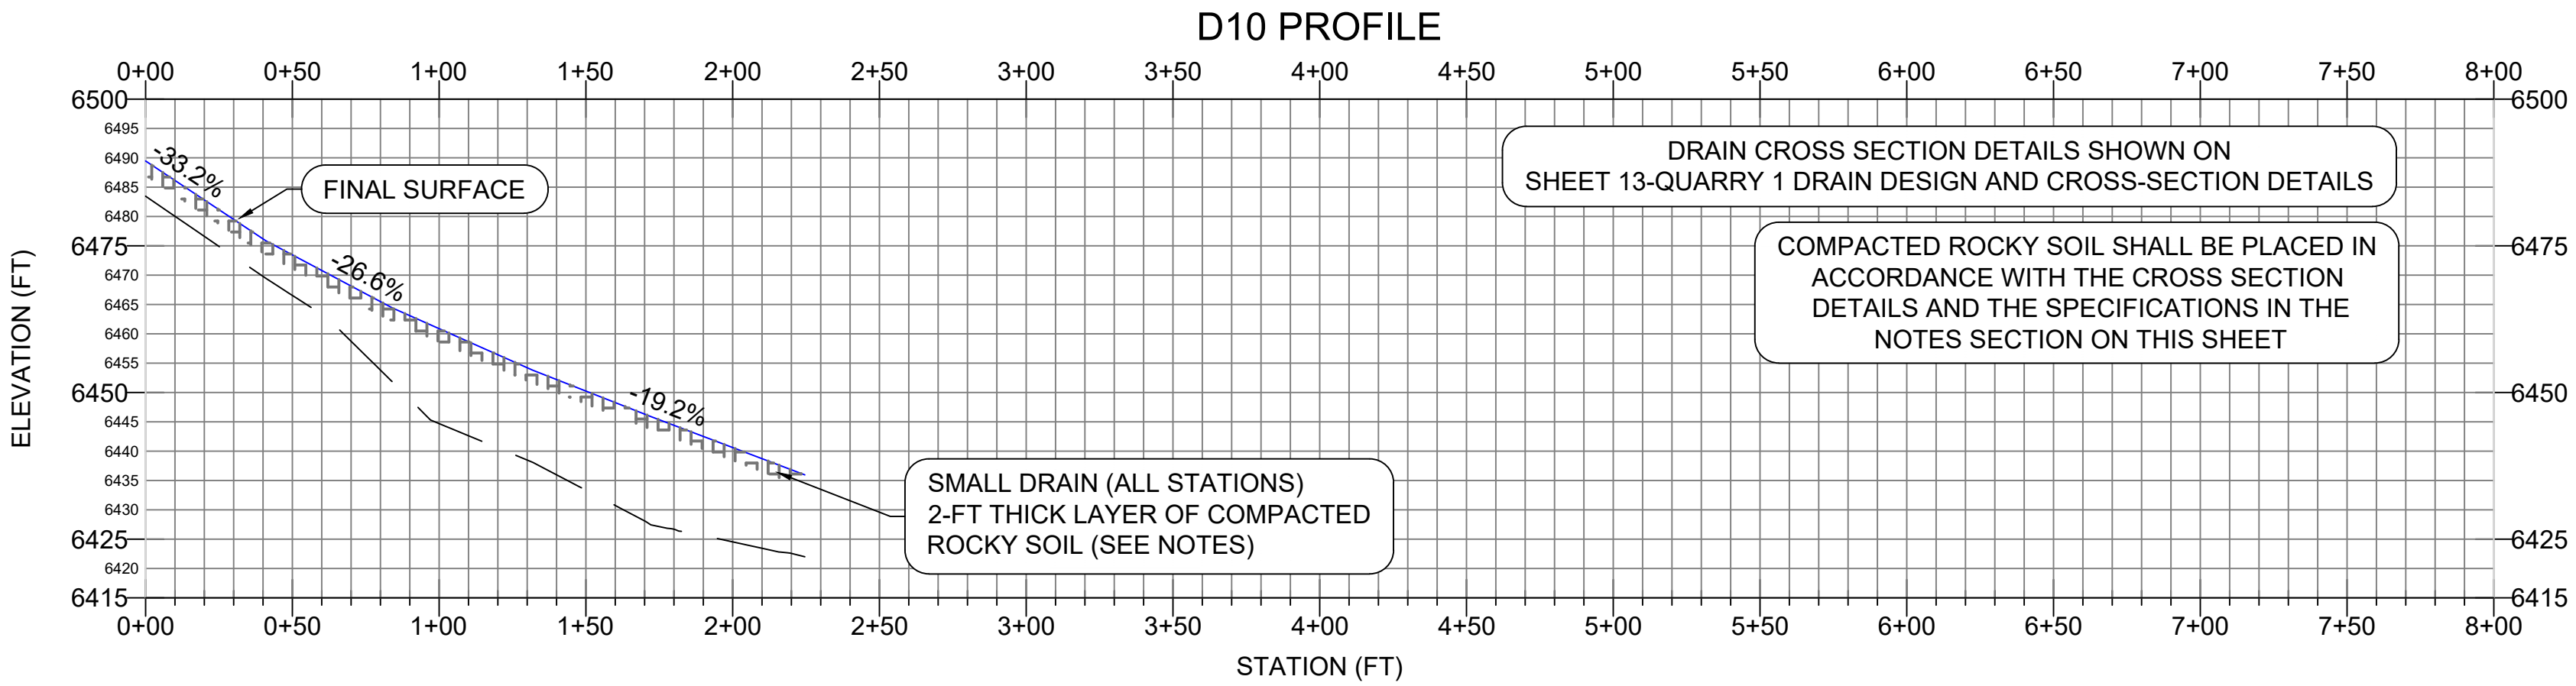 D10 PROFILE
0+00 0+50 1+00 1+50 2+00 2+50 3+00 3+50 4+00 4+50 5+00 5+50 6+00 6+50 7+00 7+50 8+00
6500 6500
6495
DRAIN CROSS SECTION DETAILS SHOWN ON
SHEET 13-QUARRY 1 DRAIN DESIGN AND CROSS-SECTION DETAILS
6490
-33.2%
6485
FINAL SURFACE
6480
6475 6475
COMPACTED ROCKY SOIL SHALL BE PLACED IN
ACCORDANCE WITH THE CROSS SECTION
DETAILS AND THE SPECIFICATIONS IN THE
NOTES SECTION ON THIS SHEET
6470
-26.6%
6465
6460
6455
6450 6450
-19.2%
6445
6440
6435
SMALL DRAIN (ALL STATIONS)
2-FT THICK LAYER OF COMPACTED
ROCKY SOIL (SEE NOTES)
6430
6425 6425
6420
6415 6415
ELEVATION (FT)
0+00 0+50 1+00 1+50 2+00 2+50 3+00 3+50 4+00 4+50 5+00 5+50 6+00 6+50 7+00 7+50 8+00
STATION (FT)